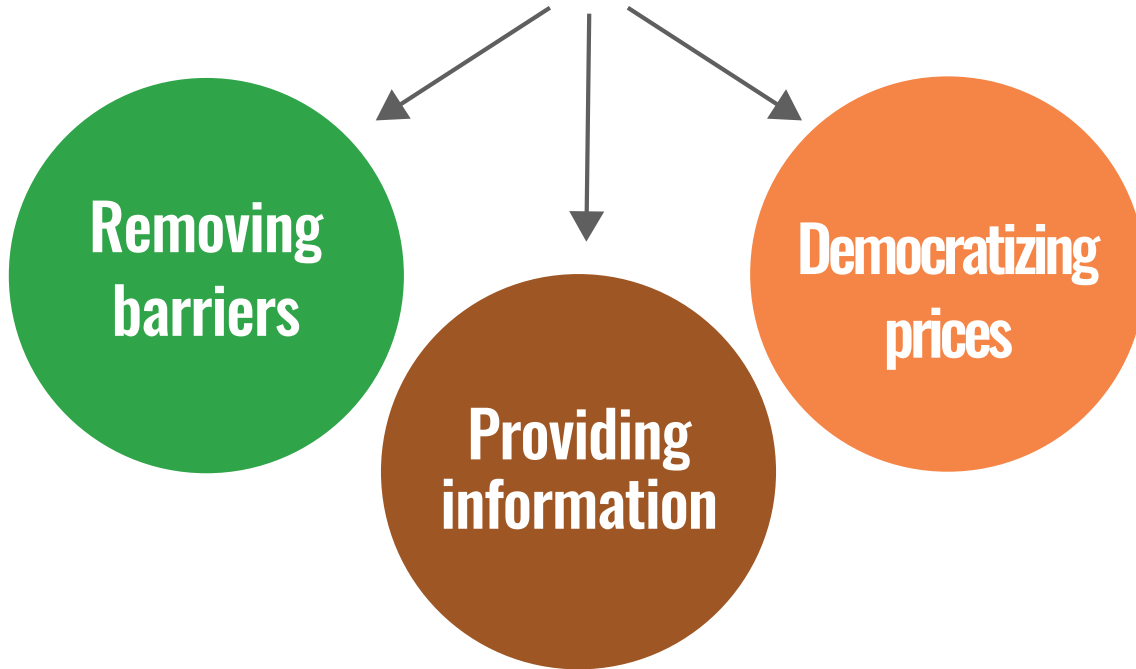 Removing
barriers
Providing
information
Democratizing
prices